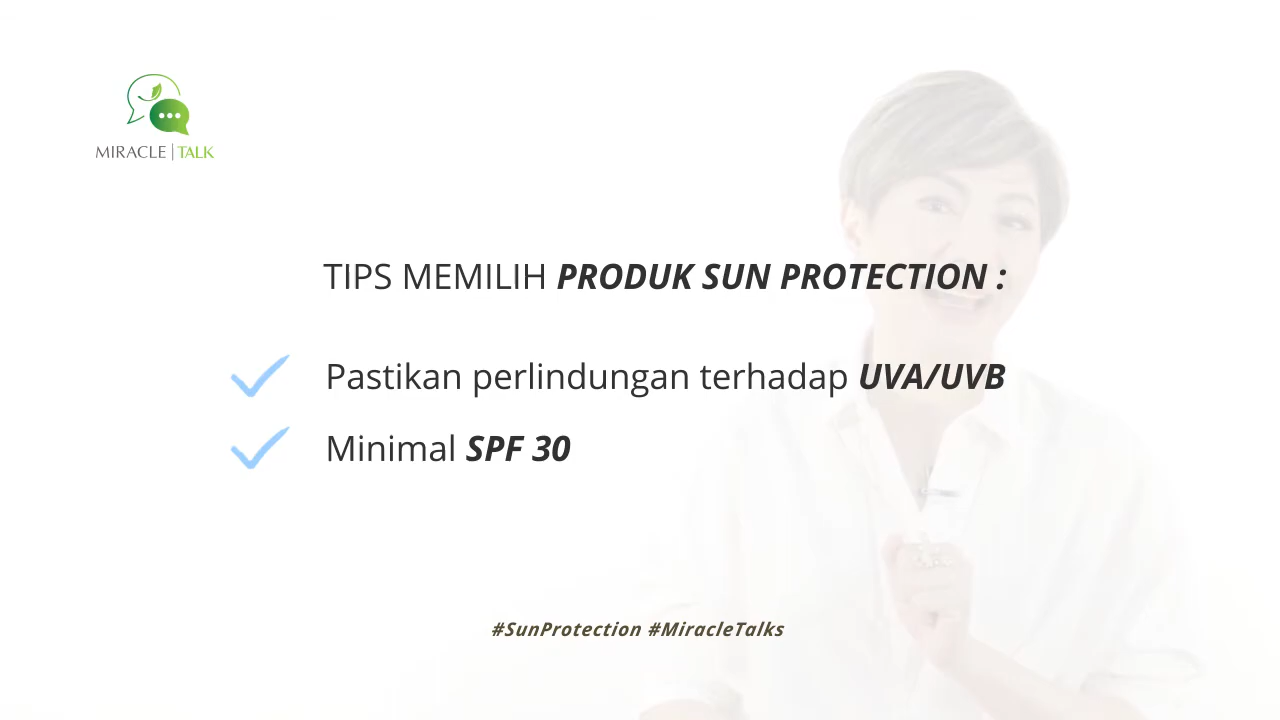 MIRACLE | TALK
TIPS MEMILIH PRODUK SUN PROTECTION :
Pastikan perlindungan terhadap UVA/UVB
Minimal SPF 30
#SunProtection #MiracleTalks